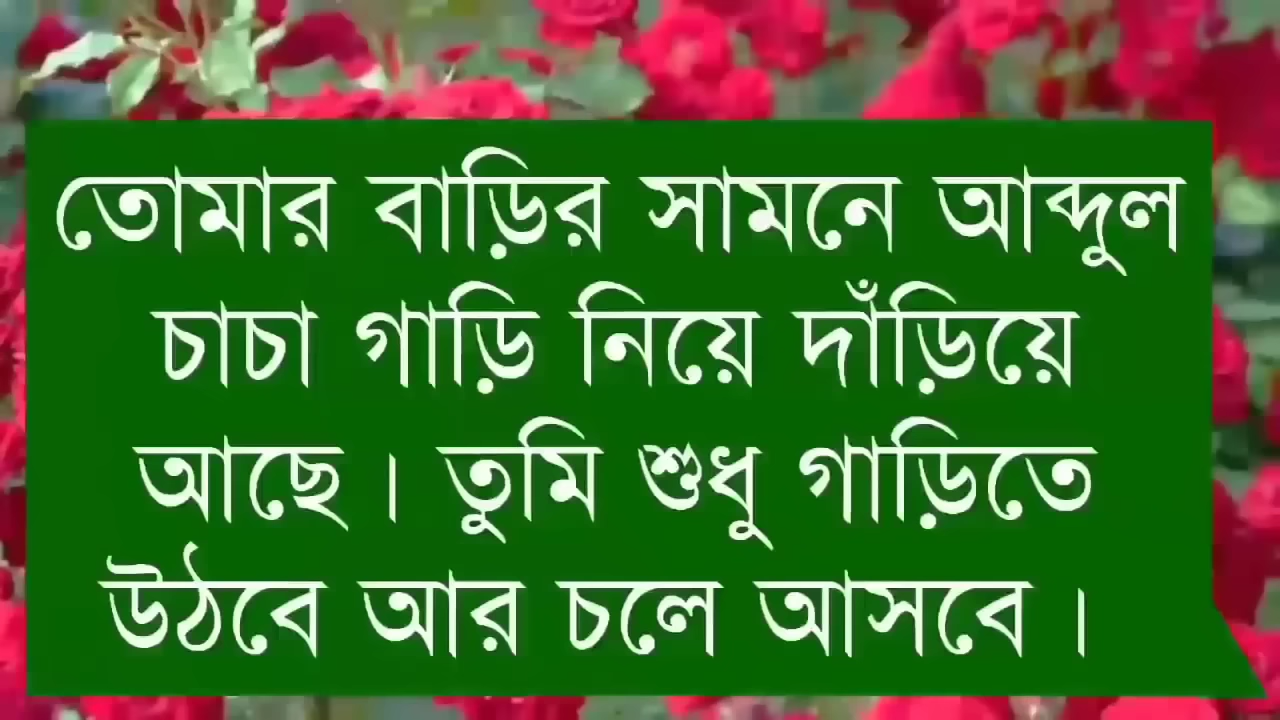 তোমার বাড়ির সামনে আব্দুল
চাচা গাড়ি নিয়ে দাঁড়িয়ে
আছে। তুমি শুধু গাড়িতে
উঠবে আর চলে আসবে।